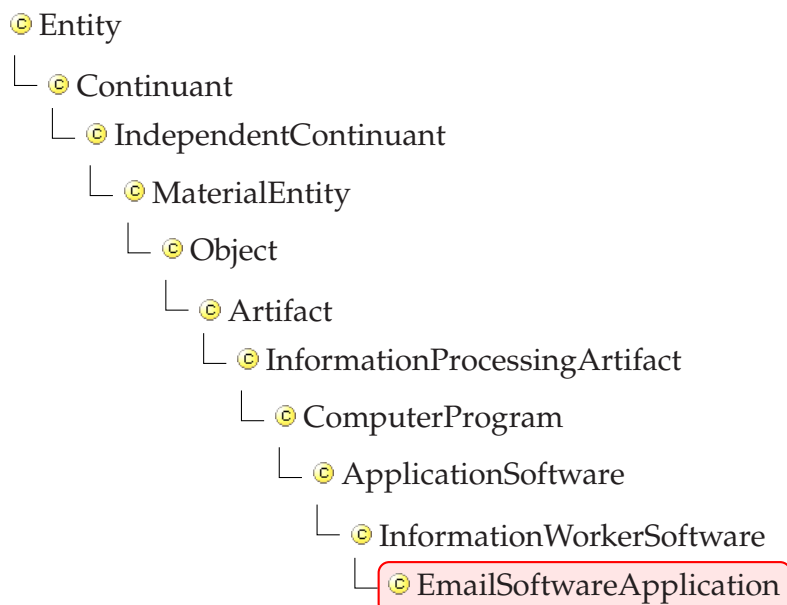 C Entity
C Continuant
C IndependentContinuant
C MaterialEntity
C Object
C Artifact
C InformationProcessingArtifact
C ComputerProgram
C ApplicationSoftware
C InformationWorkerSoftware
C EmailSoftwareApplication